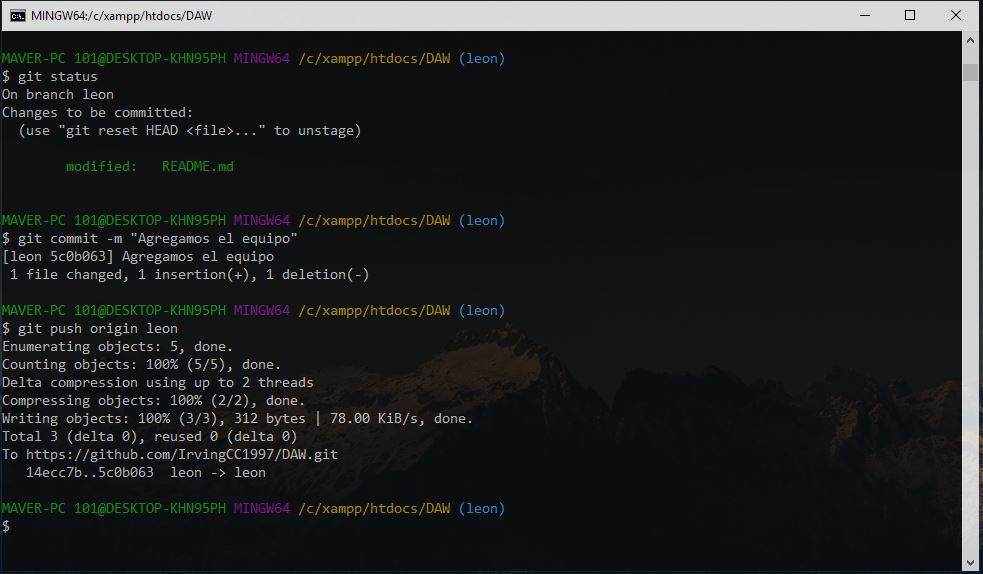 MINGW64:/c/xampp/htdocs/DAW
MAVER-PC 101@DESKTOP-KHN95PH MINGW64 /c/xampp/htdocs/DAW (leon)
$ git status
On branch leon
Changes to be committed:
  (use "git reset HEAD <file>..." to unstage)
        modified:   README.md
MAVER-PC 101@DESKTOP-KHN95PH MINGW64 /c/xampp/htdocs/DAW (leon)
$ git commit -m "Agregamos el equipo"
[leon 5c0b063] Agregamos el equipo
 1 file changed, 1 insertion(+), 1 deletion(-)
MAVER-PC 101@DESKTOP-KHN95PH MINGW64 /c/xampp/htdocs/DAW (leon)
$ git push origin leon
Enumerating objects: 5, done.
Counting objects: 100% (5/5), done.
Delta compression using up to 2 threads
Compressing objects: 100% (2/2), done.
Writing objects: 100% (3/3), 312 bytes | 78.00 KiB/s, done.
Total 3 (delta 0), reused 0 (delta 0)
To https://github.com/IrvingCC1997/DAW.git
   14ecc7b..5c0b063  leon -> leon
MAVER-PC 101@DESKTOP-KHN95PH MINGW64 /c/xampp/htdocs/DAW (leon)
$